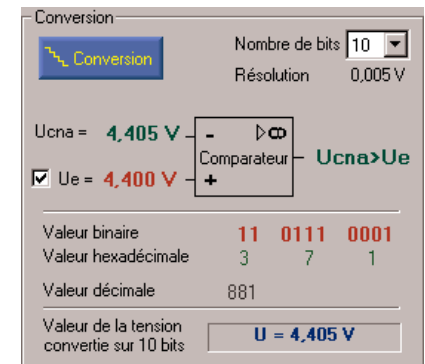 Conversion
Conversion
Nombre de bits 10
Résolution 0,005 V
Ucna = 4,405 V - ▷∞
Comparateur Ucna>Ue
Ue = 4,400 V +
Valeur binaire 11 0111 0001
Valeur hexadécimale 3 7 1
Valeur décimale 881
Valeur de la tension
convertie sur 10 bits U = 4,405 V